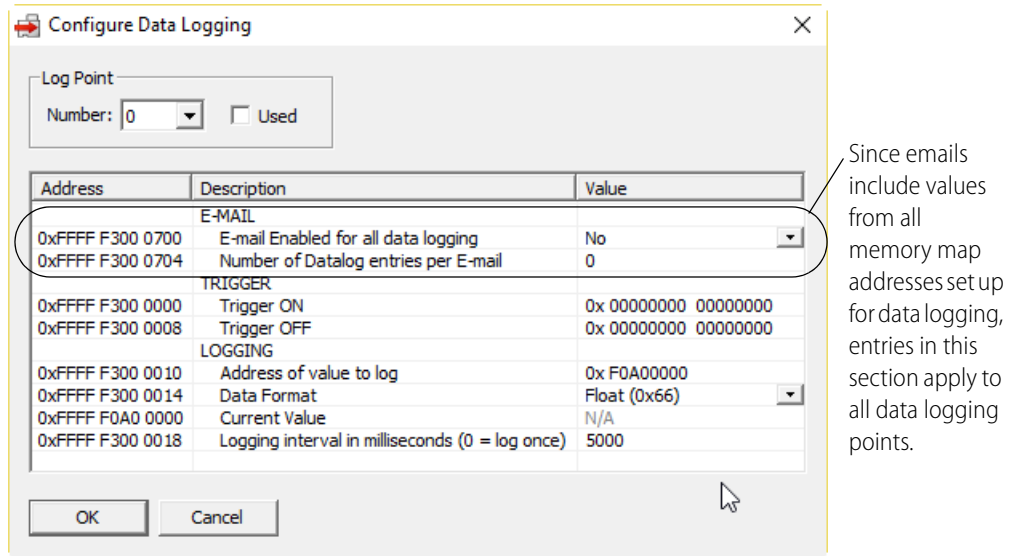 Configure Data Logging
Log Point
Number: 0 Used
Address Description Value
E-MAIL
0xFFFF F300 0700 E-mail Enabled for all data logging No
0xFFFF F300 0704 Number of Datalog entries per E-mail 0
TRIGGER
0xFFFF F300 0000 Trigger ON 0x 00000000 00000000
0xFFFF F300 0008 Trigger OFF 0x 00000000 00000000
LOGGING
0xFFFF F300 0010 Address of value to log 0x F0A00000
0xFFFF F300 0014 Data Format Float (0x66)
0xFFFF F0A0 0000 Current Value N/A
0xFFFF F300 0018 Logging interval in milliseconds (0 = log once) 5000
OK Cancel
Since emails
include values
from all
memory map
addresses set up
for data logging,
entries in this
section apply to
all data logging
points.